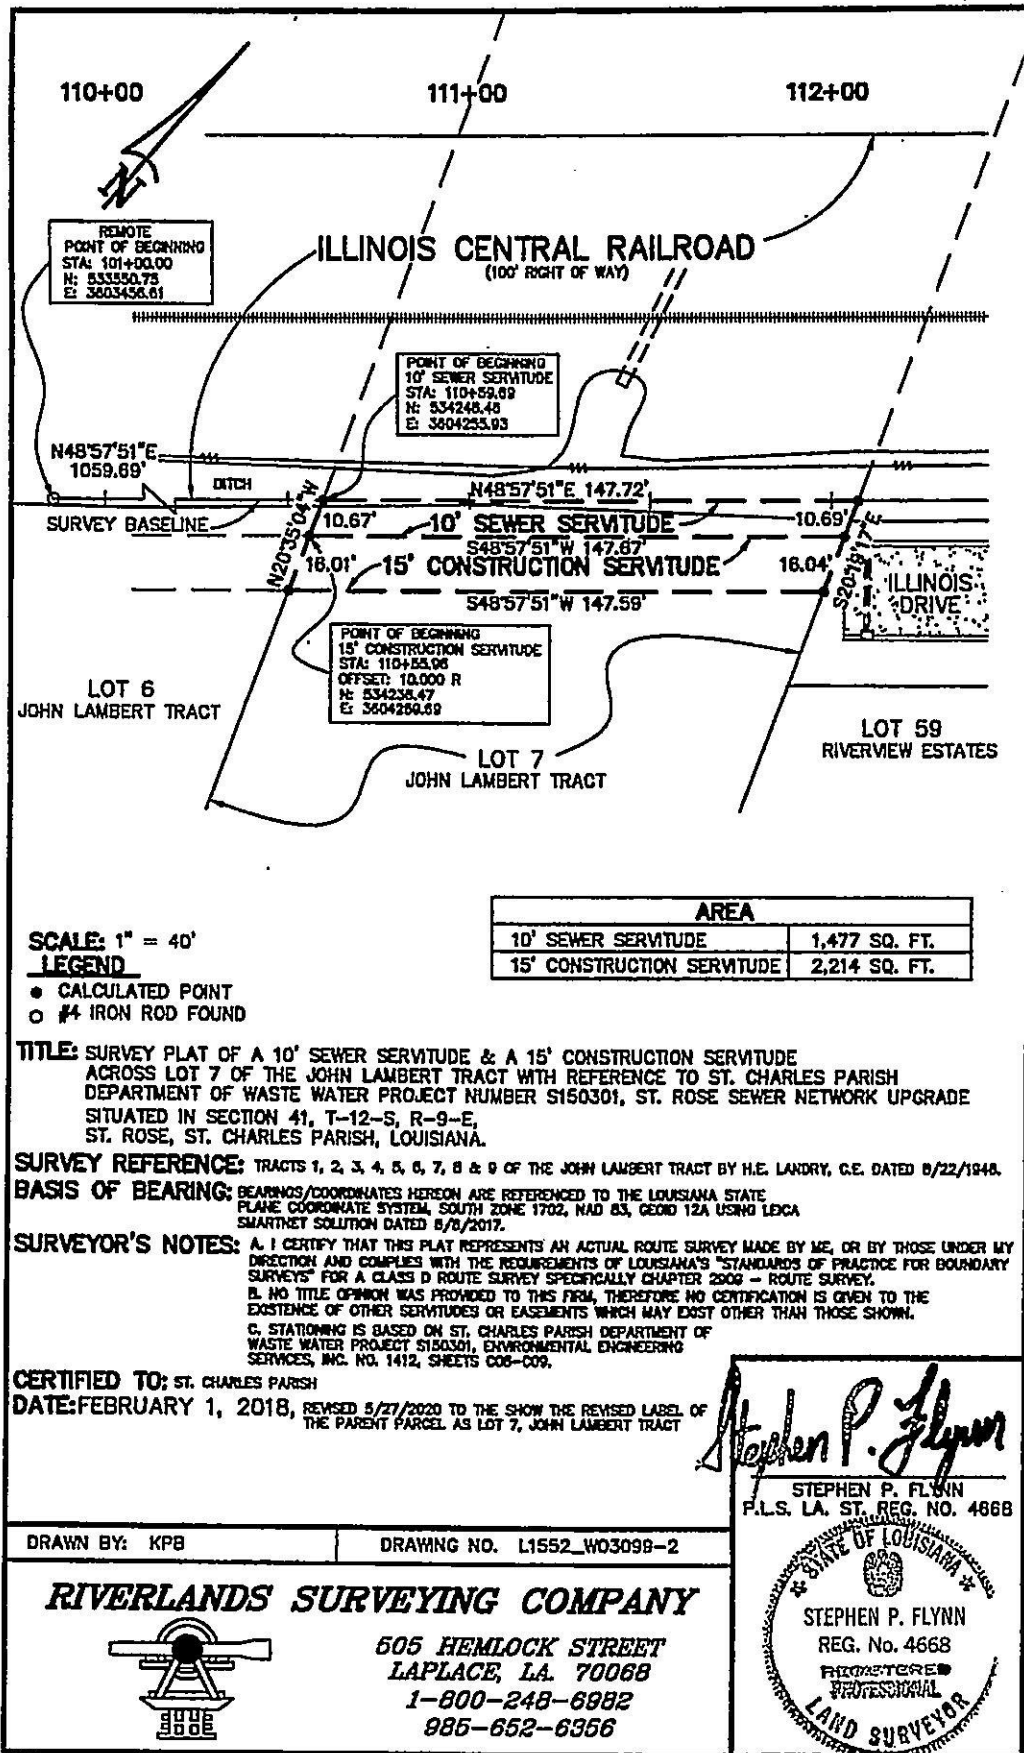 110+00
111+00
112+00
N
REMOTE
POINT OF BEGINNING
STA: 101+00.00
N: 533550.75
E: 3603456.61
ILLINOIS CENTRAL RAILROAD
(100' RIGHT OF WAY)
POINT OF BEGINNING
10' SEWER SERVITUDE
STA: 110+59.69
N: 534246.46
E: 3604255.93
N48°57'51"E
1059.69'
DITCH
SURVEY BASELINE
N20°35'04"W
N48°57'51"E 147.72'
10.67'
10' SEWER SERVITUDE
10.69'
S48°57'51"W 147.67'
16.01'
15' CONSTRUCTION SERVITUDE
16.04'
S20°19'17"E
S48°57'51"W 147.59'
ILLINOIS
DRIVE
POINT OF BEGINNING
15' CONSTRUCTION SERVITUDE
STA: 110+55.96
OFFSET: 10.000 R
N: 534236.47
E: 3604259.69
LOT 6
JOHN LAMBERT TRACT
LOT 7
JOHN LAMBERT TRACT
LOT 59
RIVERVIEW ESTATES
SCALE: 1" = 40'
LEGEND
CALCULATED POINT
#4 IRON ROD FOUND
AREA
10' SEWER SERVITUDE 1,477 SQ. FT.
15' CONSTRUCTION SERVITUDE 2,214 SQ. FT.
TITLE: SURVEY PLAT OF A 10' SEWER SERVITUDE & A 15' CONSTRUCTION SERVITUDE
ACROSS LOT 7 OF THE JOHN LAMBERT TRACT WITH REFERENCE TO ST. CHARLES PARISH
DEPARTMENT OF WASTE WATER PROJECT NUMBER S150301, ST. ROSE SEWER NETWORK UPGRADE
SITUATED IN SECTION 41, T-12-S, R-9-E,
ST. ROSE, ST. CHARLES PARISH, LOUISIANA.
SURVEY REFERENCE: TRACTS 1, 2, 3, 4, 5, 6, 7, 8 & 9 OF THE JOHN LAMBERT TRACT BY H.E. LANDRY, C.E. DATED
BASIS OF BEARING: BEARINGS/COORDINATES HEREON ARE REFERENCED TO THE LOUISIANA STATE
PLANE COORDINATE SYSTEM, SOUTH ZONE 1702, NAD 83, GEOID 12A USING LEICA
SMARTNET SOLUTION DATED
SURVEYOR'S NOTES: A. I CERTIFY THAT THIS PLAT REPRESENTS AN ACTUAL ROUTE SURVEY MADE BY ME, OR BY THOSE UNDER MY
DIRECTION AND COMPLIES WITH THE REQUIREMENTS OF LOUISIANA'S "STANDARDS OF PRACTICE FOR BOUNDARY
SURVEYS" FOR A CLASS D ROUTE SURVEY SPECIFICALLY CHAPTER 2909 - ROUTE SURVEY.
B. NO TITLE OPINION WAS PROVIDED TO THIS FIRM, THEREFORE NO CERTIFICATION IS GIVEN TO THE
EXISTENCE OF OTHER SERVITUDES OR EASEMENTS WHICH MAY EXIST OTHER THAN THOSE SHOWN.
C. STATIONING IS BASED ON ST. CHARLES PARISH DEPARTMENT OF
WASTE WATER PROJECT S150301, ENVIRONMENTAL ENGINEERING
SERVICES, INC. NO. 1412, SHEETS C06-C09.
CERTIFIED TO: ST. CHARLES PARISH
DATE: FEBRUARY 1, 2018, REVISED 5/27/2020 TO THE SHOW THE REVISED LABEL OF
THE PARENT PARCEL AS LOT 7, JOHN LAMBERT TRACT
Stephen P. Flynn
STEPHEN P. FLYNN
P.L.S. LA. ST. REG. NO. 4668
DRAWN BY: KPB
DRAWING NO. L1552_WO3099-2
RIVERLANDS SURVEYING COMPANY
505 HEMLOCK STREET
LAPLACE, LA. 70068
1-800-248-6982
985-652-6356
STATE OF LOUISIANA
STEPHEN P. FLYNN
REG. No. 4668
REGISTERED
PROFESSIONAL
LAND SURVEYOR